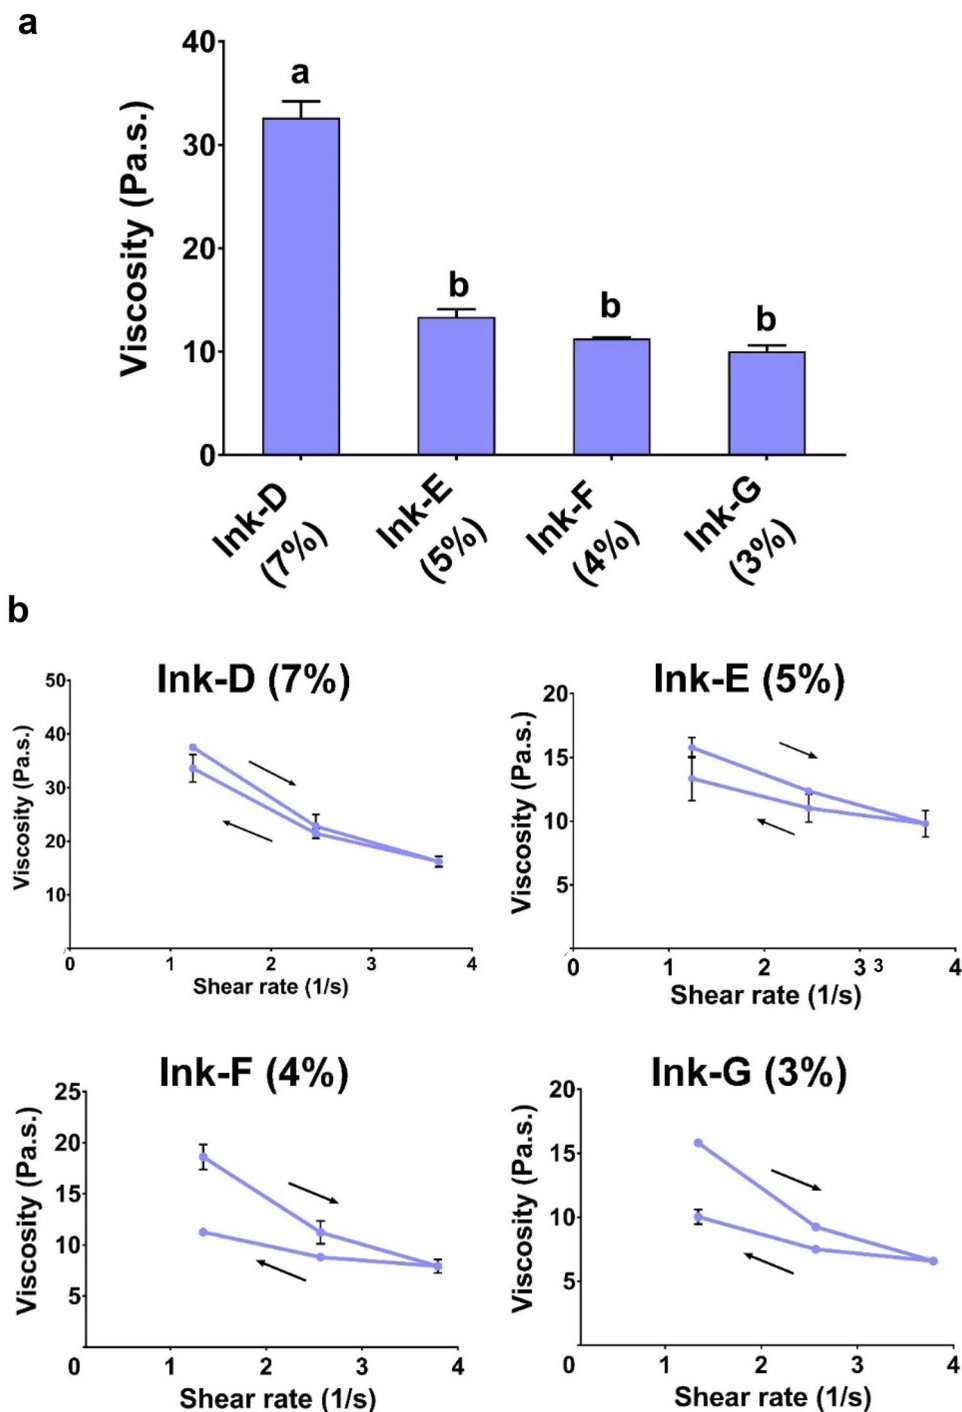 a
Viscosity (Pa.s.)
40
30
20
10
0
a
b
b
b
Ink-D
(7%)
Ink-E
(5%)
Ink-F
(4%)
Ink-G
(3%)
b
Ink-D (7%)
Viscosity (Pa.s.)
50
40
30
20
10
0 1 2 3 4
Shear rate (1/s)
Ink-E (5%)
Viscosity (Pa.s.)
20
15
10
5
0 1 2 3 3 4
Shear rate (1/s)
Ink-F (4%)
Viscosity (Pa.s.)
25
20
15
10
5
0 1 2 3 4
Shear rate (1/s)
Ink-G (3%)
Viscosity (Pa.s.)
20
15
10
5
0 1 2 3 4
Shear rate (1/s)